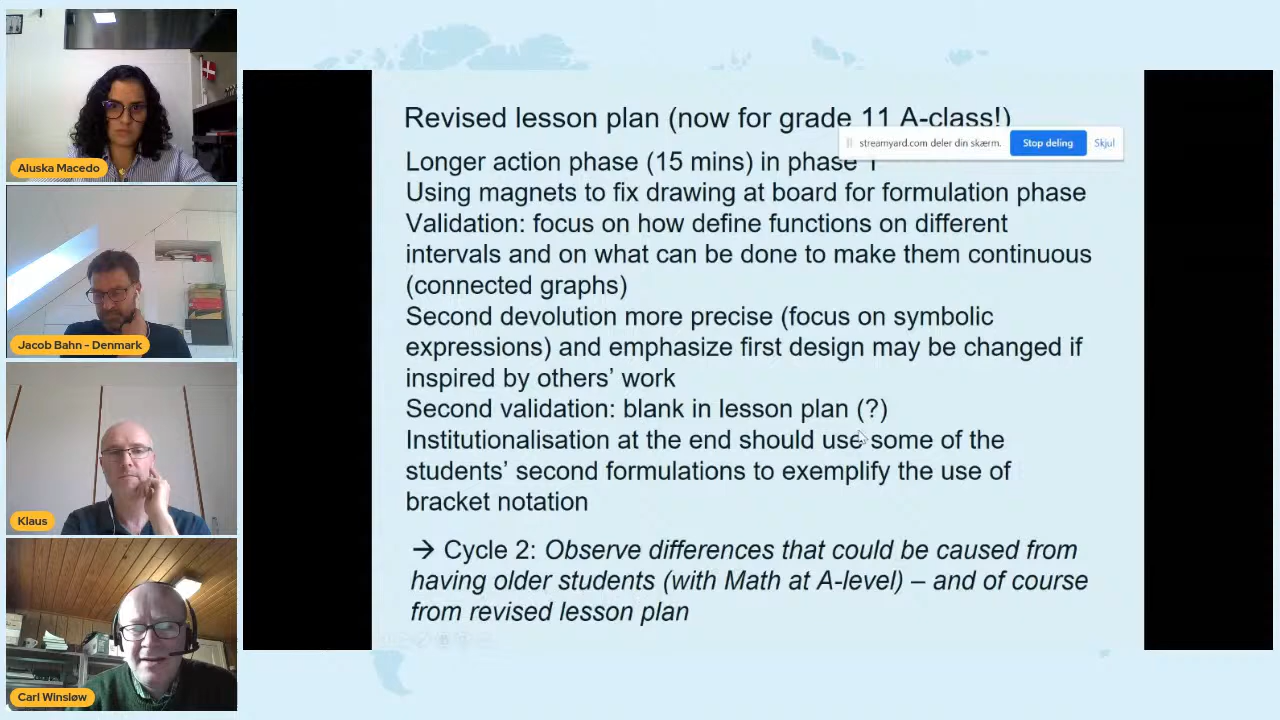 Aluska Macedo
Jacob Bahn - Denmark
Klaus
Carl Winsløw
Revised lesson plan (now for grade 11 A-class!)
streamyard.com deler din skærm.
Stop deling
Skjul
Longer action phase (15 mins) in phase 1
Using magnets to fix drawing at board for formulation phase
Validation: focus on how define functions on different
intervals and on what can be done to make them continuous
(connected graphs)
Second devolution more precise (focus on symbolic
expressions) and emphasize first design may be changed if
inspired by others’ work
Second validation: blank in lesson plan (?)
Institutionalisation at the end should use some of the
students’ second formulations to exemplify the use of
bracket notation
→ Cycle 2: Observe differences that could be caused from
having older students (with Math at A-level) – and of course
from revised lesson plan